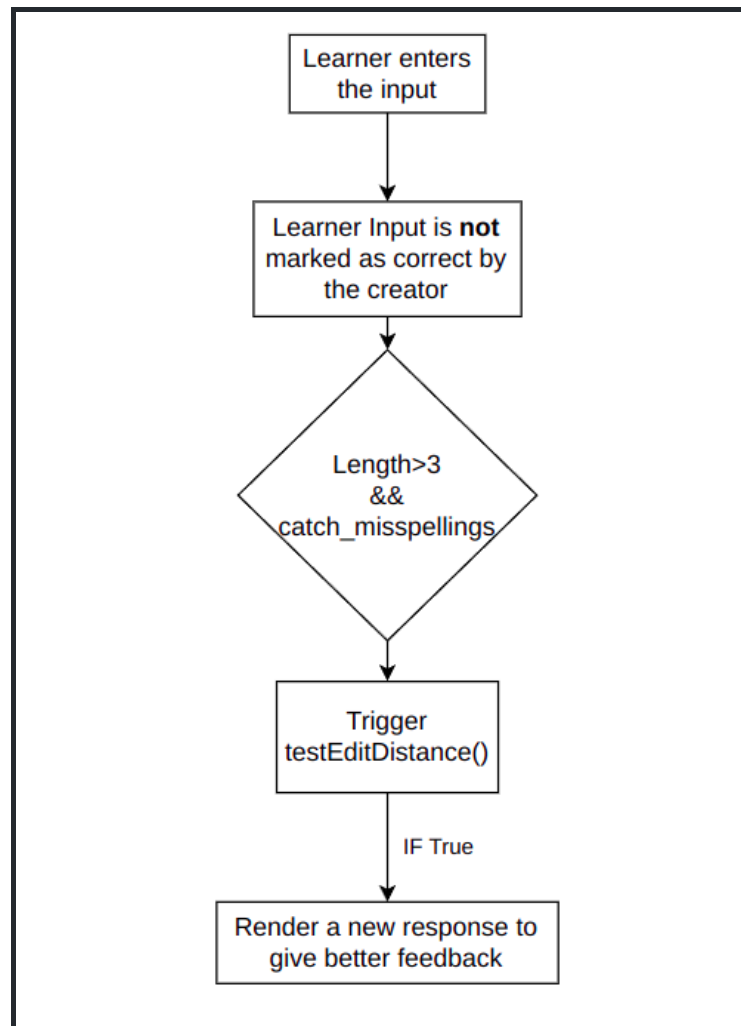 Learner enters
the input
Learner Input is not
marked as correct by
the creator
Length>3
&&
catch_misspellings
Trigger
testEditDistance()
IF True
Render a new response to
give better feedback